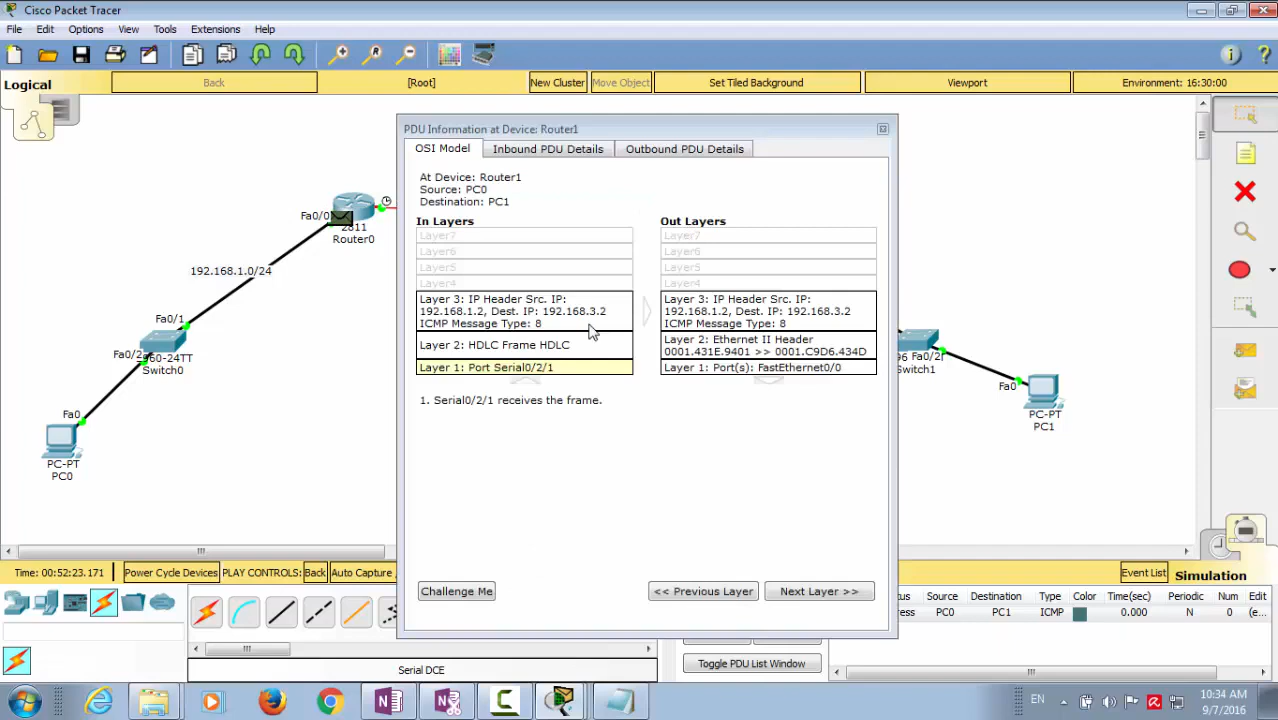 Cisco Packet Tracer
File Edit Options View Tools Extensions Help
Logical
Back
[Root]
New Cluster
Move Object
Set Tiled Background
Viewport
Environment: 16:30:00
PDU Information at Device: Router1
OSI Model
Inbound PDU Details
Outbound PDU Details
At Device: Router1
Source: PC0
Destination: PC1
In Layers
Layer7
Layer6
Layer5
Layer4
Layer 3: IP Header Src. IP:
192.168.1.2, Dest. IP: 192.168.3.2
ICMP Message Type: 8
Layer 2: HDLC Frame HDLC
Layer 1: Port Serial0/2/1
Out Layers
Layer7
Layer6
Layer5
Layer4
Layer 3: IP Header Src. IP:
192.168.1.2, Dest. IP: 192.168.3.2
ICMP Message Type: 8
Layer 2: Ethernet II Header
0001.431E.9401 >> 0001.C9D6.434D
Layer 1: Port(s): FastEthernet0/0
1. Serial0/2/1 receives the frame.
Challenge Me
<< Previous Layer
Next Layer >>
Fa0/0
2811
Router0
192.168.1.0/24
Fa0/1
Fa0/2
2960-24TT
Switch0
Fa0
PC-PT
PC0
Fa0/2
Switch1
Fa0
PC-PT
PC1
Time: 00:52:23.171
Power Cycle Devices
PLAY CONTROLS:
Back
Auto Capture
Event List
Simulation
Source Destination Type Color Time(sec) Periodic Num Edit
PC0 PC1 ICMP 0.000 N 0 (e...
Serial DCE
Toggle PDU List Window
EN
10:34 AM
9/7/2016